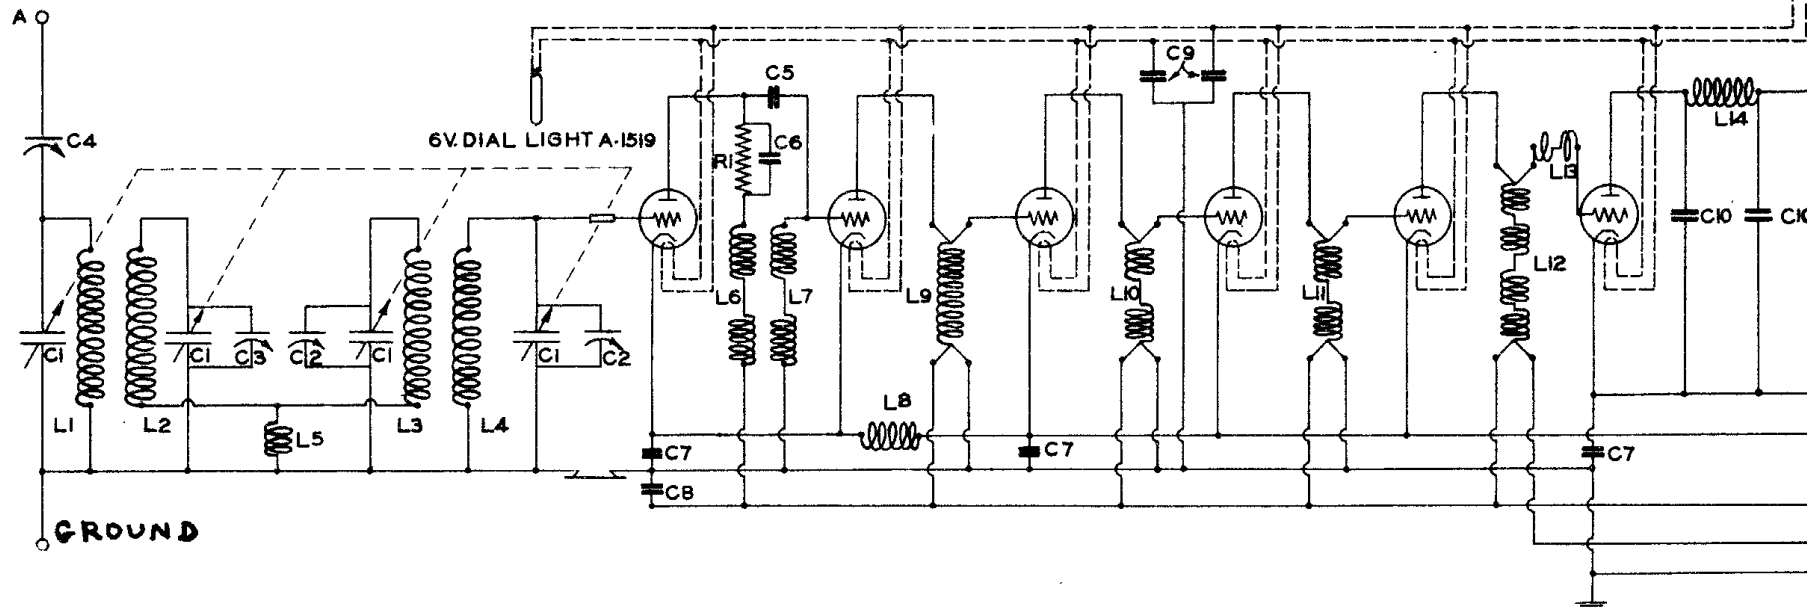 A
C9
C5
C4
6V. DIAL LIGHT A-1519
R1
C6
L14
L13
C10
C10
L6
L7
L9
L10
L11
L12
C1
C1
C3
C2
C1
C1
C2
L1
L2
L5
L3
L4
L8
C7
C7
C7
C8
GROUND